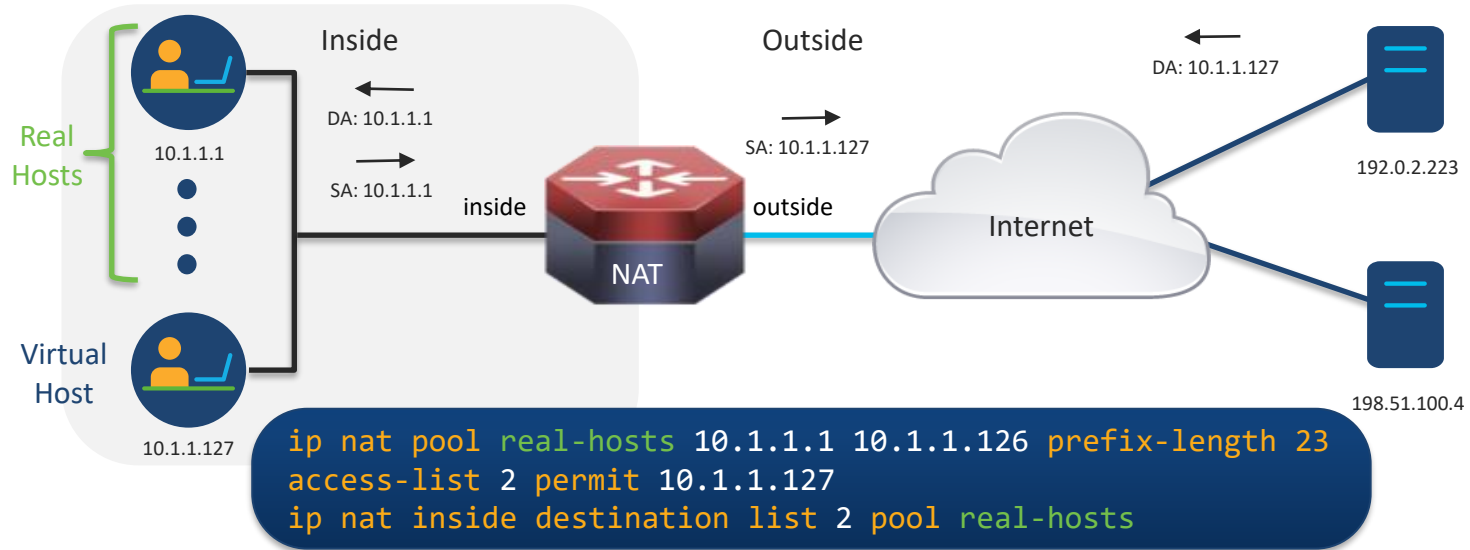 Inside
Outside
DA: 10.1.1.127
DA: 10.1.1.1
Real
Hosts
10.1.1.1
SA: 10.1.1.127
192.0.2.223
SA: 10.1.1.1
inside
outside
Internet
NAT
Virtual
Host
10.1.1.127
198.51.100.4
ip nat pool real-hosts 10.1.1.1 10.1.1.126 prefix-length 23
access-list 2 permit 10.1.1.127
ip nat inside destination list 2 pool real-hosts